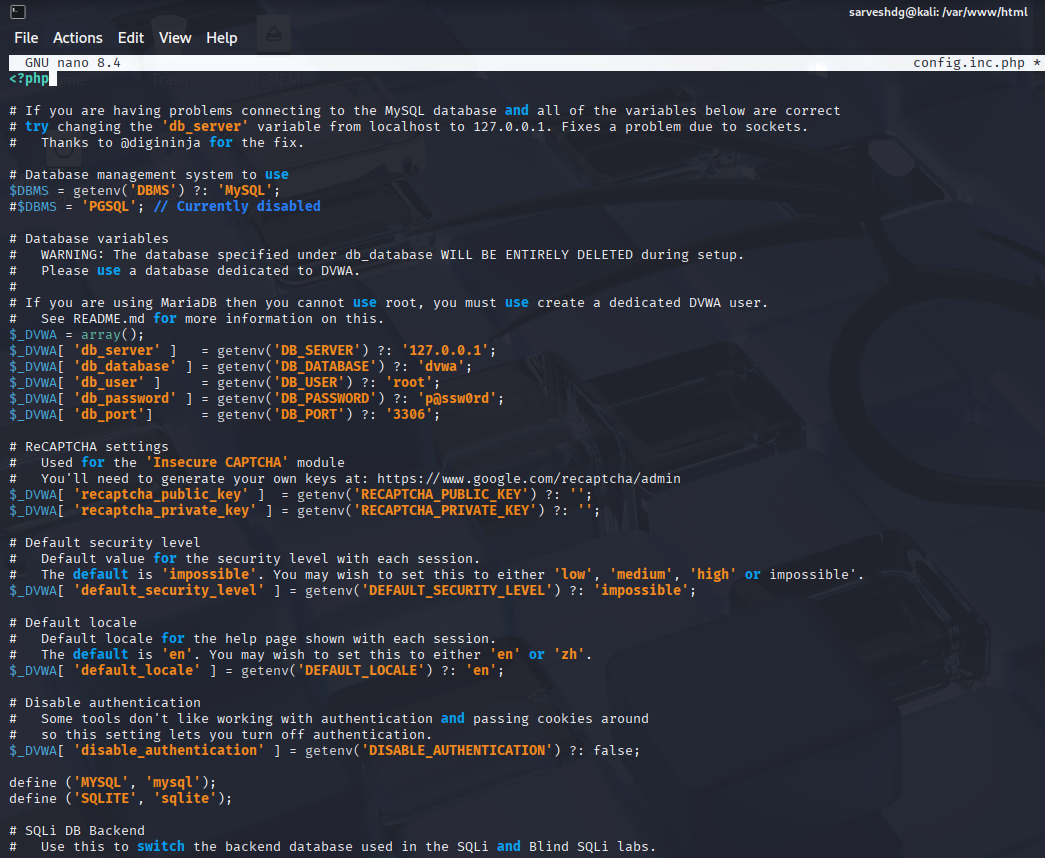 sarveshdg@kali: /var/www/html
File Actions Edit View Help
GNU nano 8.4 config.inc.php *
<?php
# If you are having problems connecting to the MySQL database and all of the variables below are correct
# try changing the 'db_server' variable from localhost to 127.0.0.1. Fixes a problem due to sockets.
#   Thanks to @digininja for the fix.
# Database management system to use
$DBMS = getenv('DBMS') ?: 'MySQL';
#$DBMS = 'PGSQL'; // Currently disabled
# Database variables
#   WARNING: The database specified under db_database WILL BE ENTIRELY DELETED during setup.
#   Please use a database dedicated to DVWA.
#
# If you are using MariaDB then you cannot use root, you must use create a dedicated DVWA user.
#   See README.md for more information on this.
$_DVWA = array();
$_DVWA[ 'db_server' ]   = getenv('DB_SERVER') ?: '127.0.0.1';
$_DVWA[ 'db_database' ] = getenv('DB_DATABASE') ?: 'dvwa';
$_DVWA[ 'db_user' ]     = getenv('DB_USER') ?: 'root';
$_DVWA[ 'db_password' ] = getenv('DB_PASSWORD') ?: 'p@ssw0rd';
$_DVWA[ 'db_port']      = getenv('DB_PORT') ?: '3306';
# ReCAPTCHA settings
#   Used for the 'Insecure CAPTCHA' module
#   You'll need to generate your own keys at: https://www.google.com/recaptcha/admin
$_DVWA[ 'recaptcha_public_key' ]  = getenv('RECAPTCHA_PUBLIC_KEY') ?: '';
$_DVWA[ 'recaptcha_private_key' ] = getenv('RECAPTCHA_PRIVATE_KEY') ?: '';
# Default security level
#   Default value for the security level with each session.
#   The default is 'impossible'. You may wish to set this to either 'low', 'medium', 'high' or impossible'.
$_DVWA[ 'default_security_level' ] = getenv('DEFAULT_SECURITY_LEVEL') ?: 'impossible';
# Default locale
#   Default locale for the help page shown with each session.
#   The default is 'en'. You may wish to set this to either 'en' or 'zh'.
$_DVWA[ 'default_locale' ] = getenv('DEFAULT_LOCALE') ?: 'en';
# Disable authentication
#   Some tools don't like working with authentication and passing cookies around
#   so this setting lets you turn off authentication.
$_DVWA[ 'disable_authentication' ] = getenv('DISABLE_AUTHENTICATION') ?: false;
define ('MYSQL', 'mysql');
define ('SQLITE', 'sqlite');
# SQLi DB Backend
#   Use this to switch the backend database used in the SQLi and Blind SQLi labs.